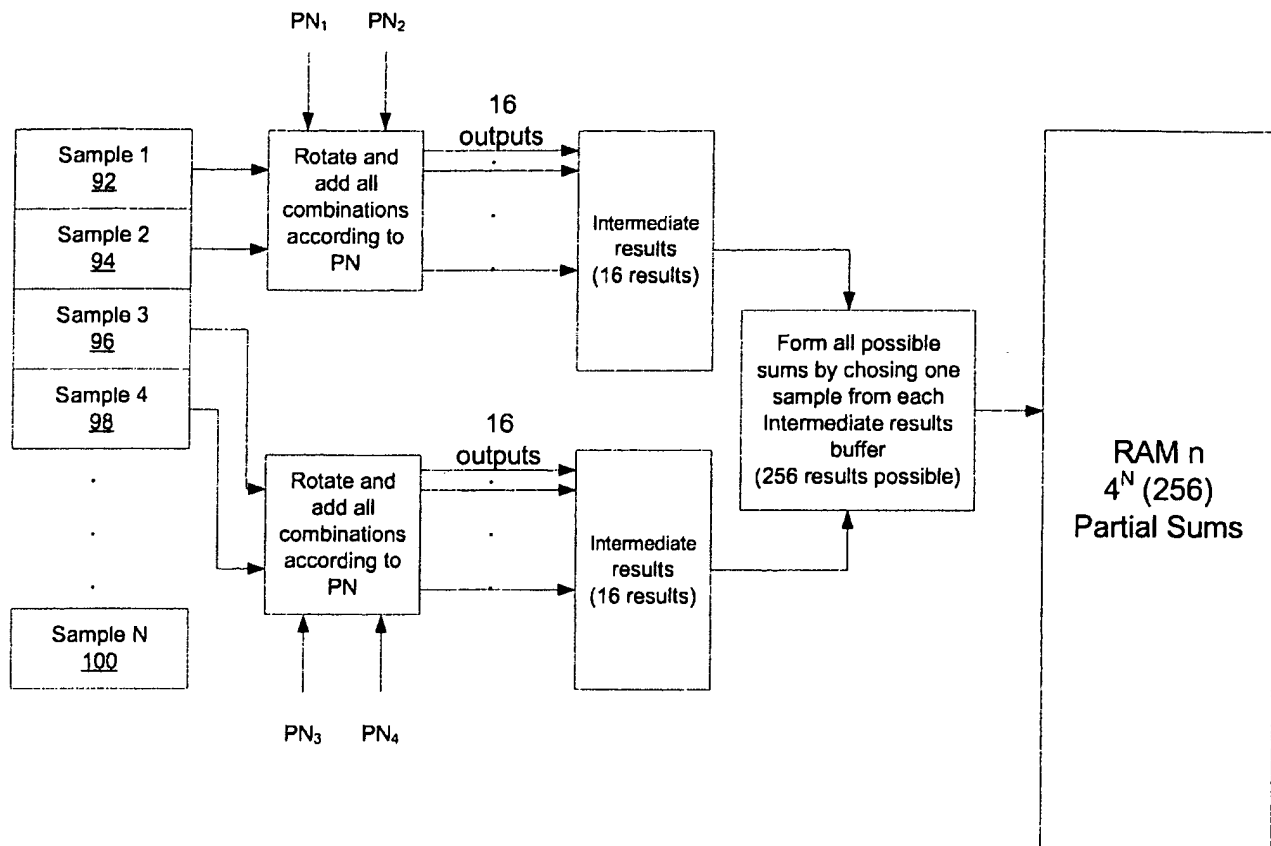 PN₁ PN₂
16
outputs
Sample 1
92
Sample 2
94
Sample 3
96
Sample 4
98
.
.
.
Sample N
100
Rotate and
add all
combinations
according to
PN
.
.
.
Intermediate
results
(16 results)
16
outputs
Rotate and
add all
combinations
according to
PN
.
.
.
Intermediate
results
(16 results)
PN₃ PN₄
Form all possible
sums by chosing one
sample from each
Intermediate results
buffer
(256 results possible)
RAM n
4ᴺ (256)
Partial Sums